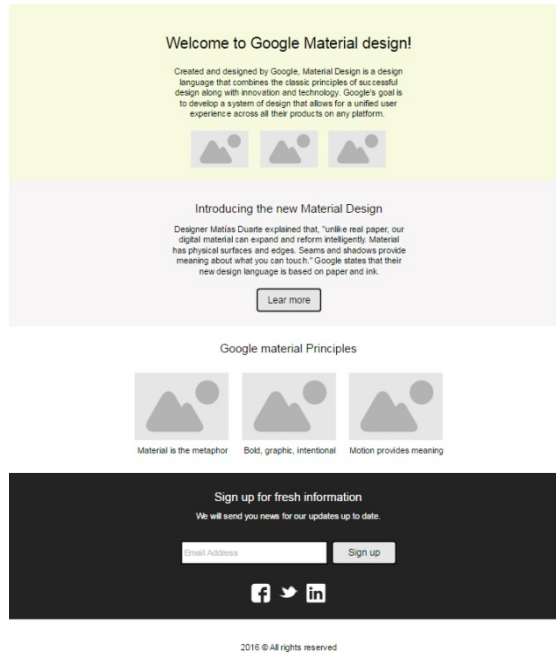 Welcome to Google Material design!
Created and designed by Google, Material Design is a design
language that combines the classic principles of successful
design along with innovation and technology. Google's goal is
to develop a system of design that allows for a unified user
experience across all their products on any platform.
Introducing the new Material Design
Designer Matías Duarte explained that, "unlike real paper, our
digital material can expand and reform intelligently. Material
has physical surfaces and edges. Seams and shadows provide
meaning about what you can touch." Google states that their
new design language is based on paper and ink.
Lear more
Google material Principles
Material is the metaphor Bold, graphic, intentional Motion provides meaning
Sign up for fresh information
We will send you news for our updates up to date.
Email Address Sign up
2016 © All rights reserved